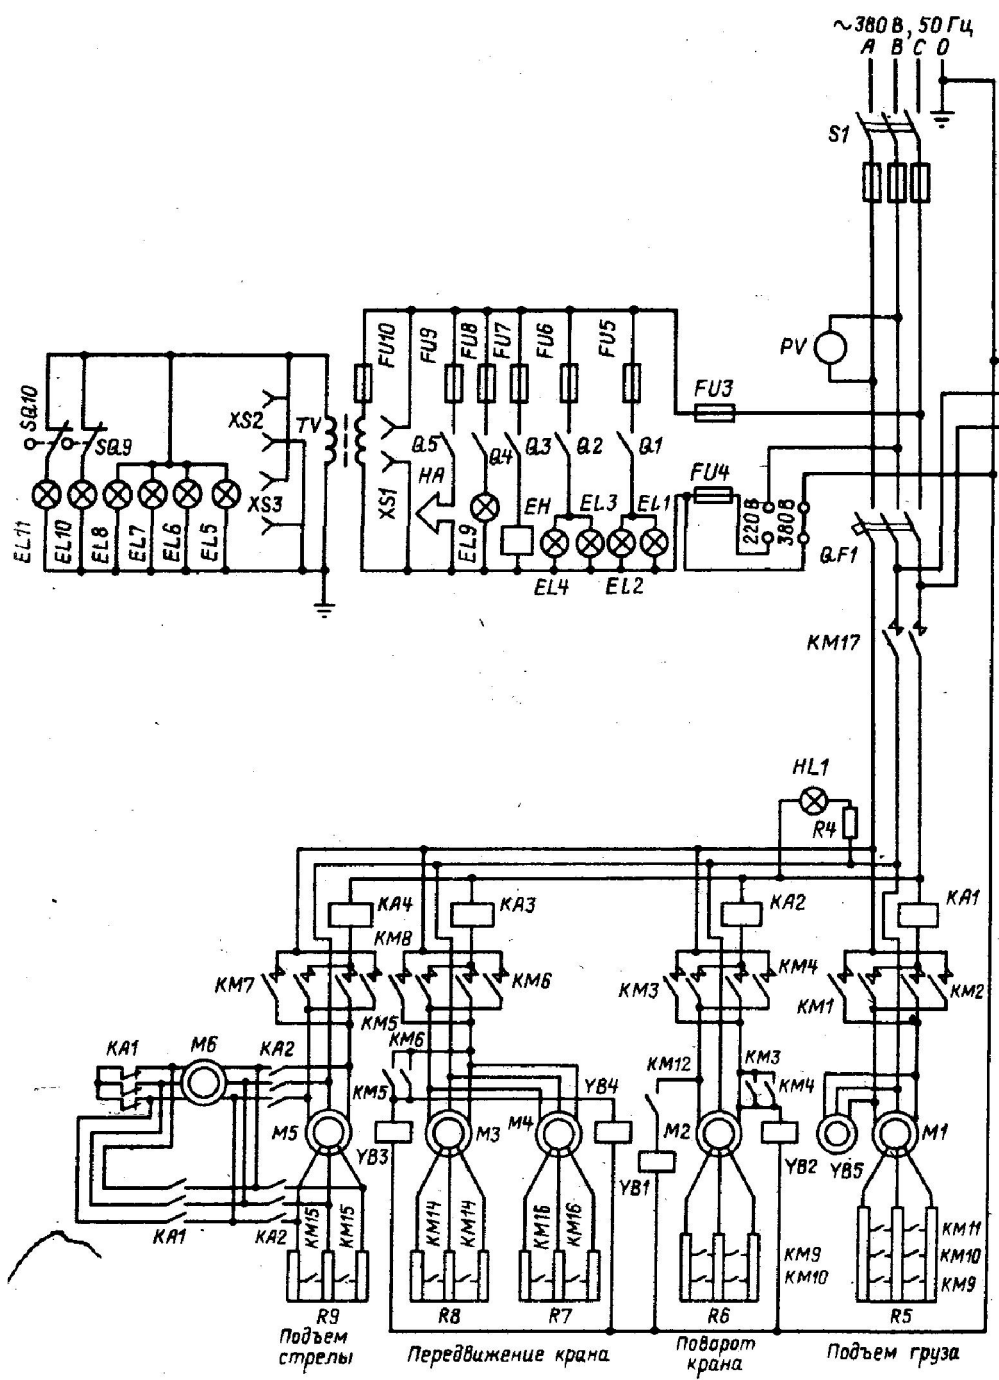 ~380 В, 50 Гц
A B C 0
S1
PV
FU3
FU4
220 В
380 В
QF1
KM17
SQ10
SQ9
XS2
XS3
TV
FU10
FU9
FU8
FU7
FU6
FU5
XS1
Q5
Q4
Q3
Q2
Q1
HA
EL9
EH
EL3
EL1
EL4
EL2
EL11
EL10
EL8
EL7
EL6
EL5
HL1
R4
KA4
KA3
KA2
KA1
KM7
KM8
KM5
KM6
KM3
KM4
KM1
KM2
KA1
M6
KA2
KM6
KM5
KM12
KM3
KM4
YB4
M5
YB3
M3
M4
YB1
M2
YB2
YB5
M1
KA1
KA2
KM15
KM15
KM14
KM14
KM16
KM16
KM9
KM10
KM11
KM10
KM9
R9
R8
R7
R6
R5
Подъем
стрелы
Передвижение крана
Поворот
крана
Подъем груза